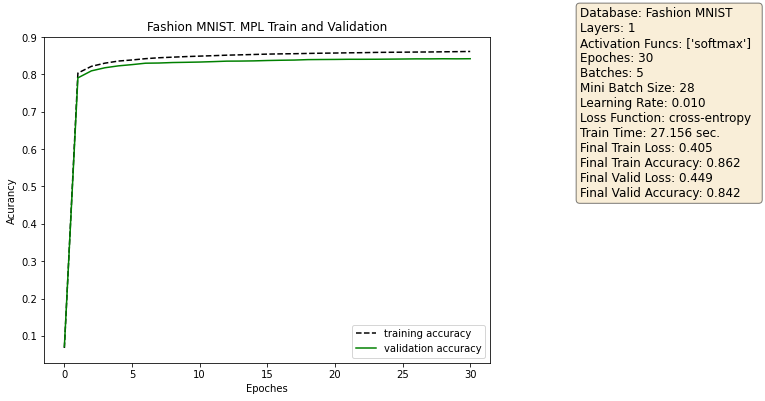 Fashion MNIST. MPL Train and Validation
0.9
0.8
0.7
0.6
0.5
0.4
0.3
0.2
0.1
Acurancy
0 5 10 15 20 25 30
Epoches
training accuracy
validation accuracy
Database: Fashion MNIST
Layers: 1
Activation Funcs: ['softmax']
Epoches: 30
Batches: 5
Mini Batch Size: 28
Learning Rate: 0.010
Loss Function: cross-entropy
Train Time: 27.156 sec.
Final Train Loss: 0.405
Final Train Accuracy: 0.862
Final Valid Loss: 0.449
Final Valid Accuracy: 0.842